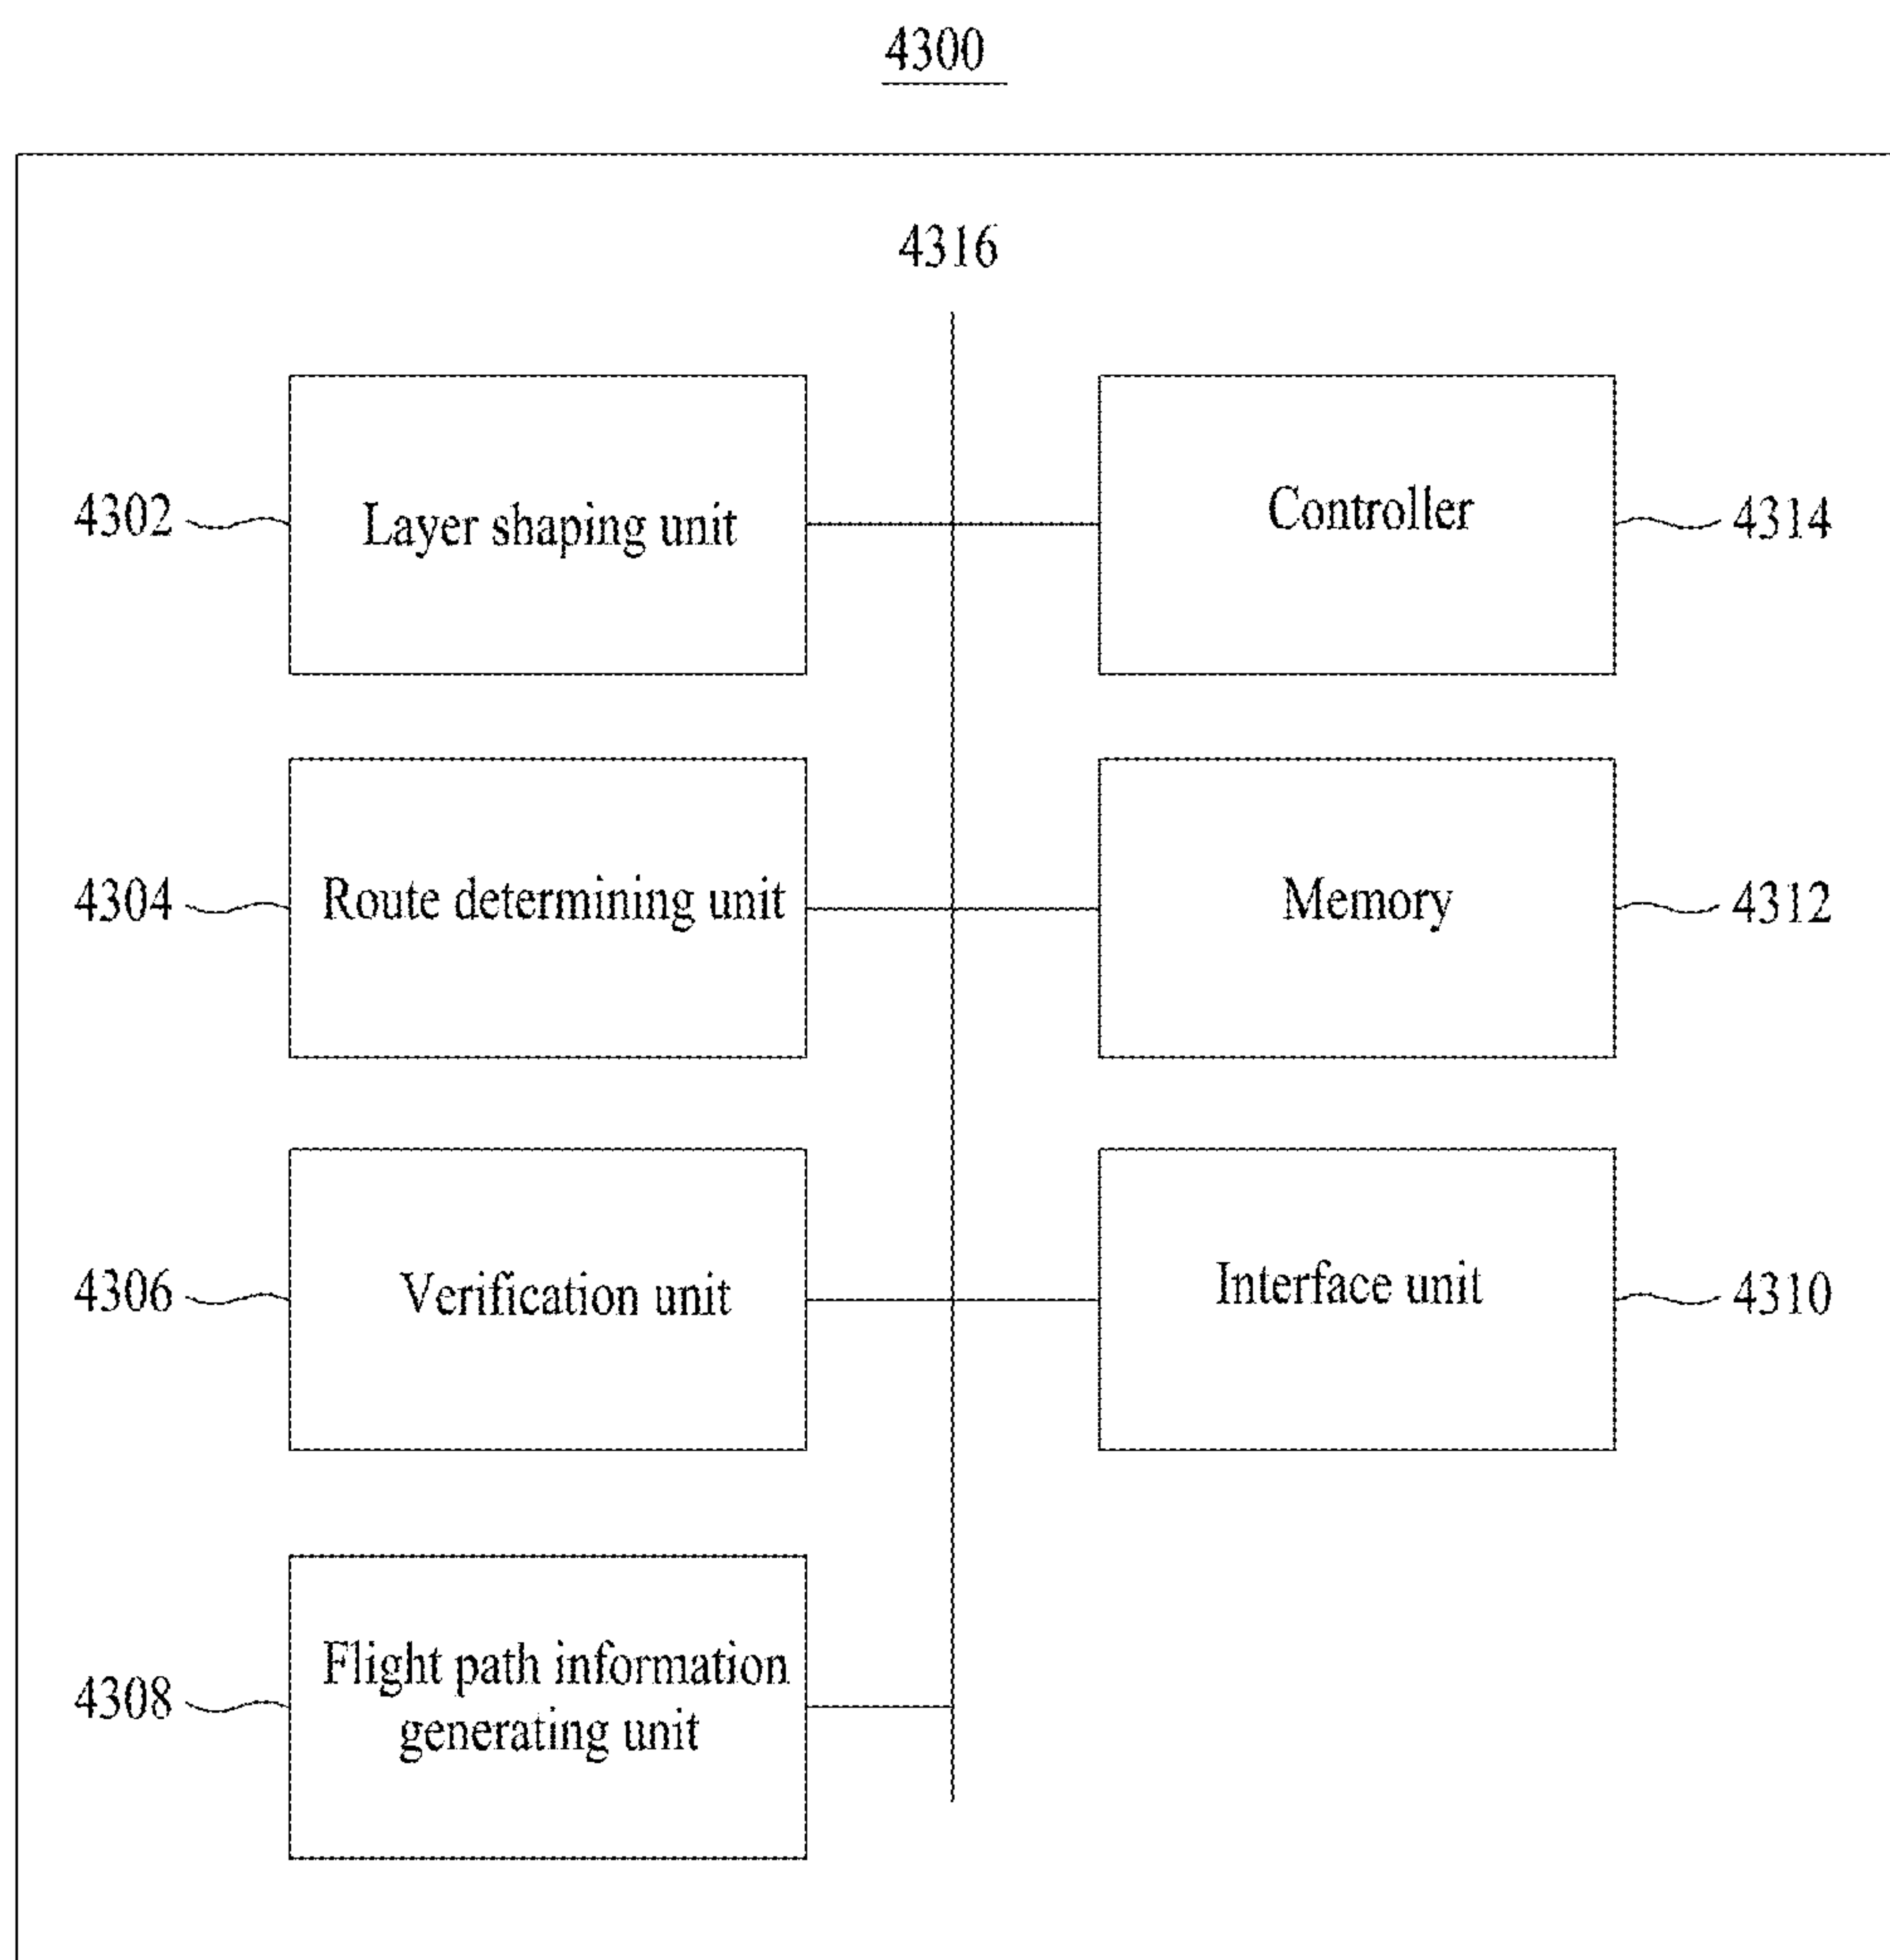 4300
4316
4302
Layer shaping unit
Controller
4314
4304
Route determining unit
Memory
4312
4306
Verification unit
Interface unit
4310
4308
Flight path information
generating unit